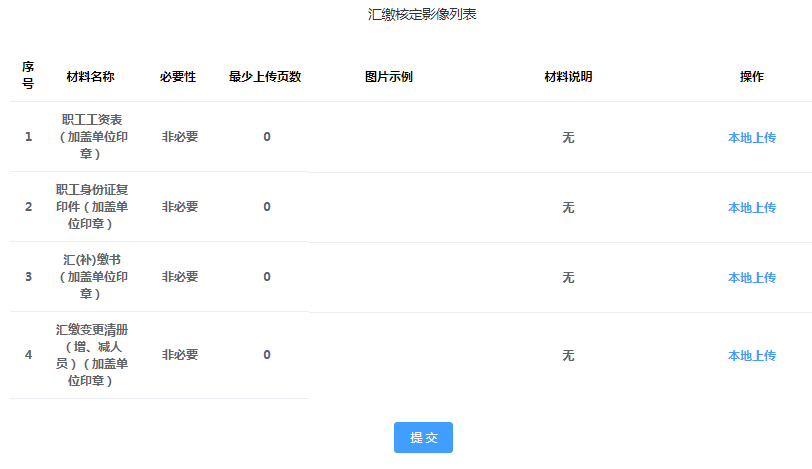 汇缴核定影像列表
序号 材料名称 必要性 最少上传页数 图片示例 材料说明 操作
职工工资表
1 （加盖单位印 非必要 0 无 本地上传
章）
职工身份证复
2 印件（加盖单 非必要 0 无 本地上传
位印章）
汇(补)缴书
3 （加盖单位印 非必要 0 无 本地上传
章）
汇缴变更清册
（增、减人
4 员）（加盖单 非必要 0 无 本地上传
位印章）
提 交